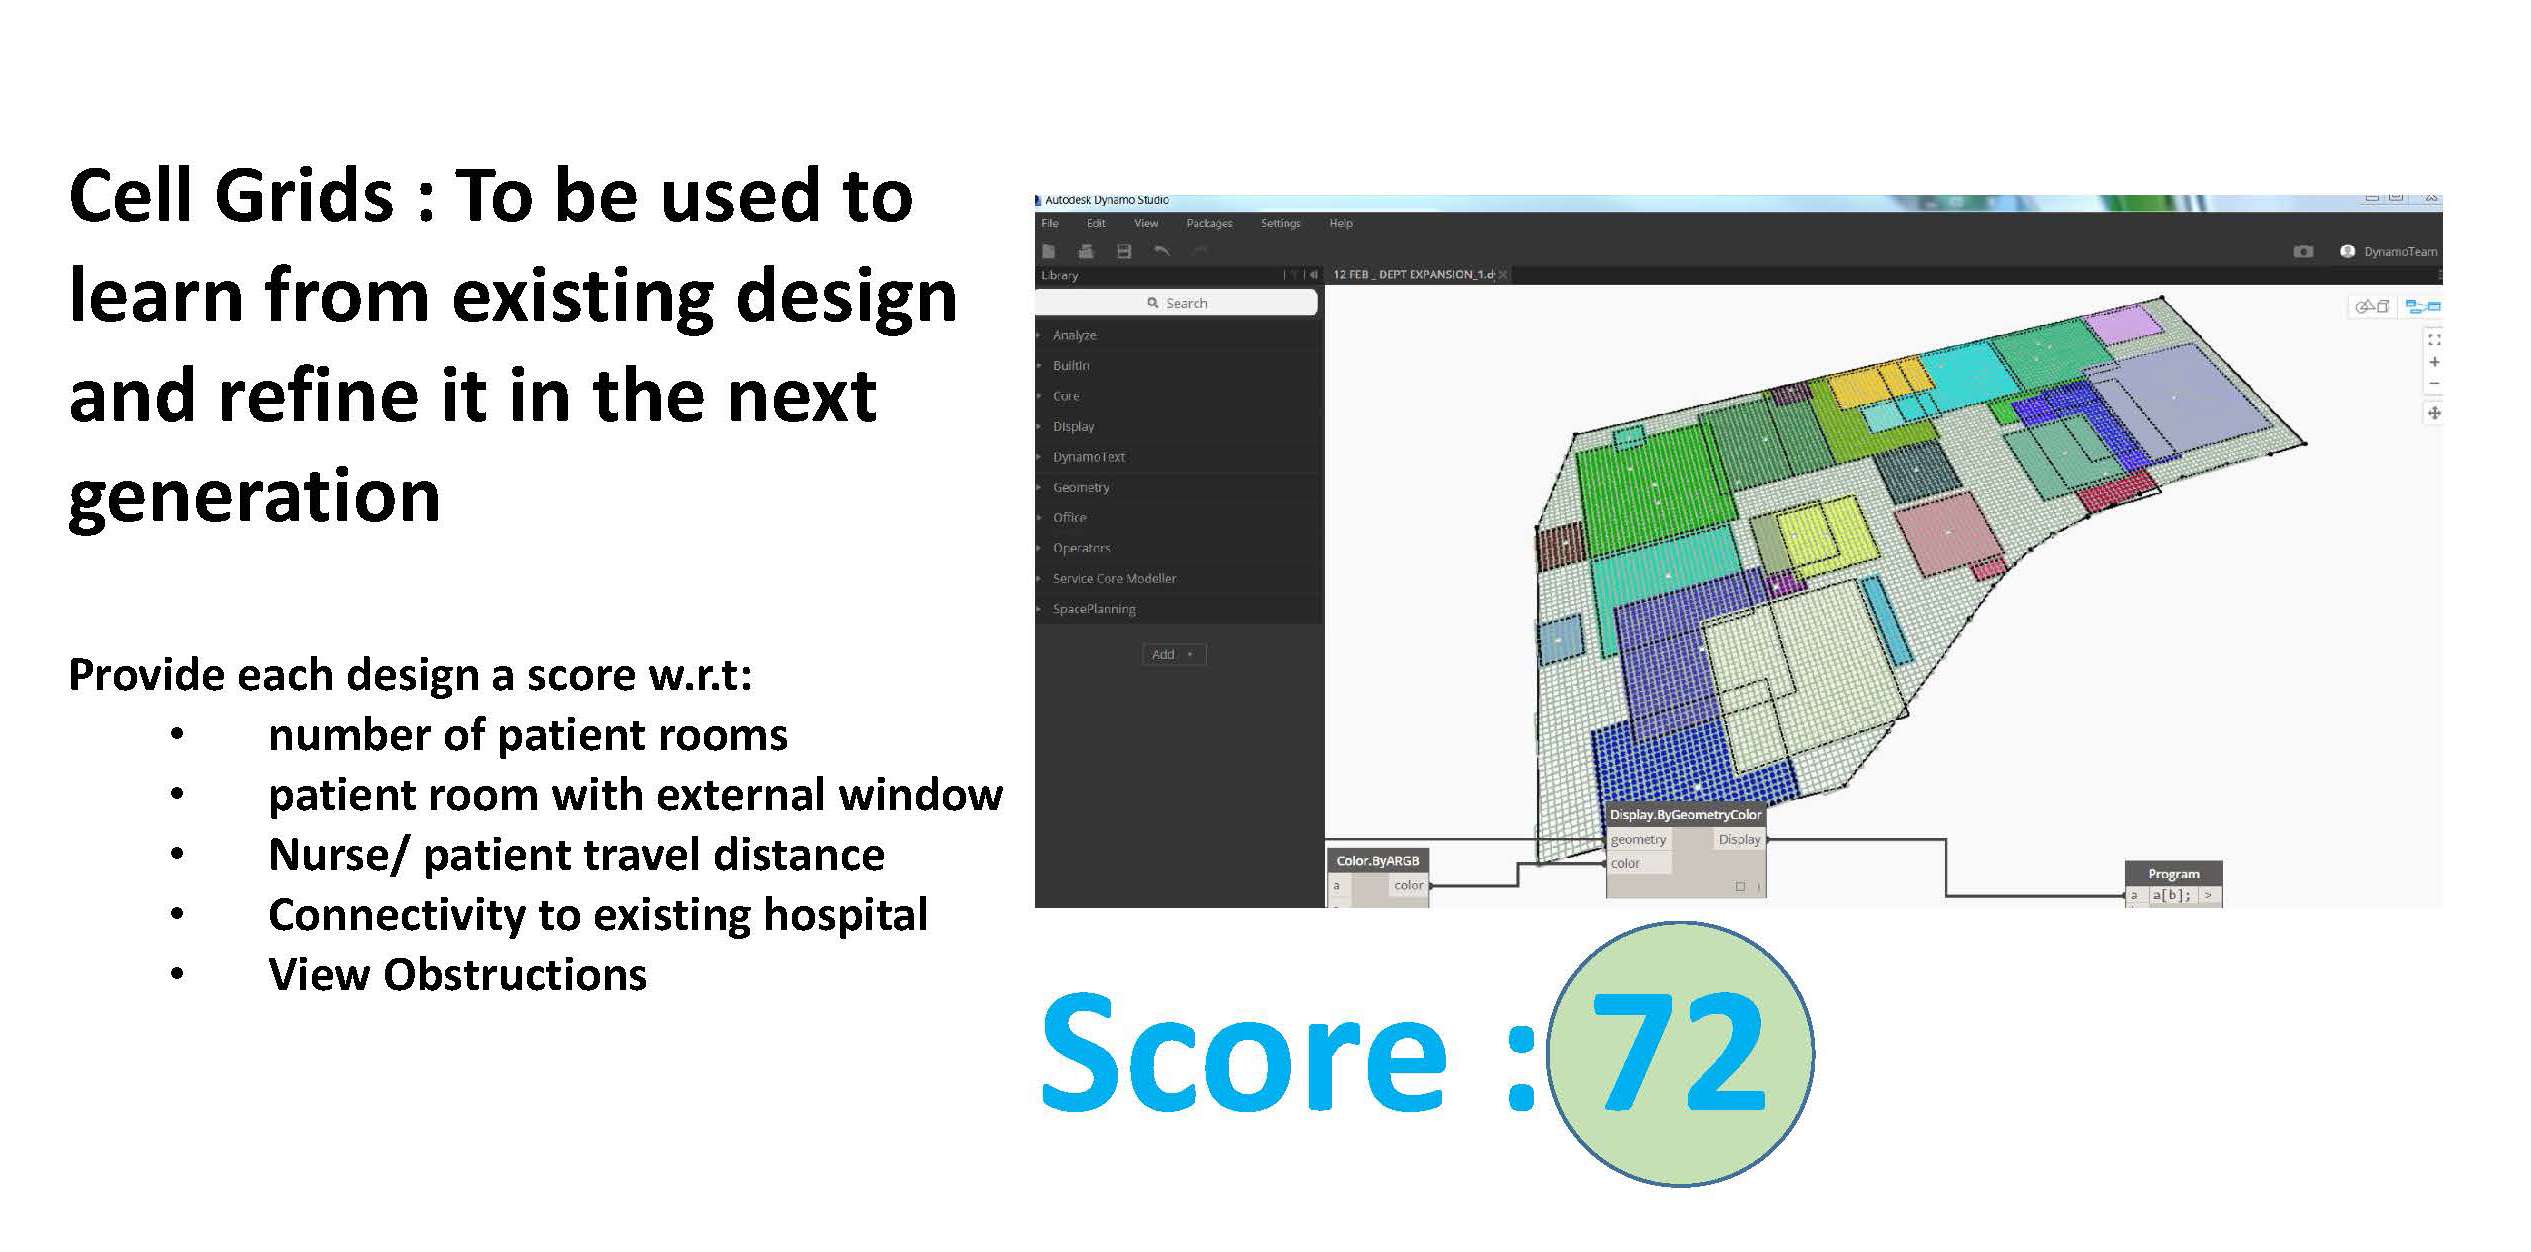 Cell Grids : To be used to
learn from existing design
and refine it in the next
generation
Provide each design a score w.r.t:
• number of patient rooms
• patient room with external window
• Nurse/ patient travel distance
• Connectivity to existing hospital
• View Obstructions
Autodesk Dynamo Studio
File Edit View Packages Settings Help
DynamoTeam
Library
12 FEB _ DEPT EXPANSION_1.d
Search
Analyze
BuiltIn
Core
Display
DynamoText
Geometry
Office
Operators
Service Core Modeller
SpacePlanning
Add +
Display.ByGeometryColor
geometry Display
color
Color.ByARGB
a color
Program
a a[b]; >
Score : 72